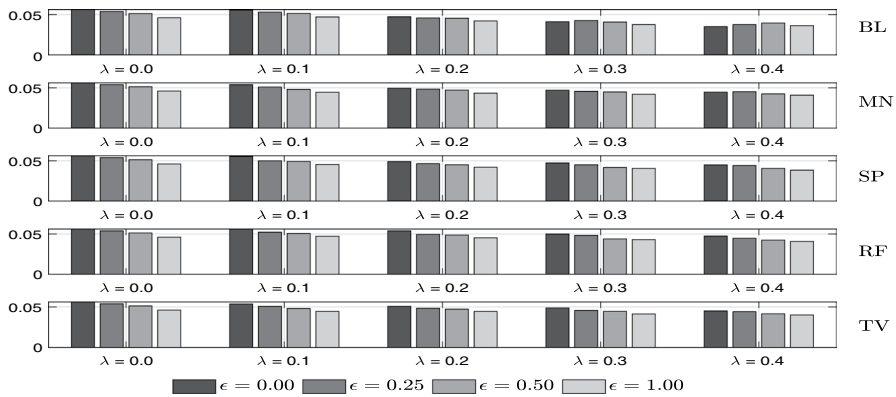 0.05
0
λ = 0.0 λ = 0.1 λ = 0.2 λ = 0.3 λ = 0.4
BL
0.05
0
λ = 0.0 λ = 0.1 λ = 0.2 λ = 0.3 λ = 0.4
MN
0.05
0
λ = 0.0 λ = 0.1 λ = 0.2 λ = 0.3 λ = 0.4
SP
0.05
0
λ = 0.0 λ = 0.1 λ = 0.2 λ = 0.3 λ = 0.4
RF
0.05
0
λ = 0.0 λ = 0.1 λ = 0.2 λ = 0.3 λ = 0.4
TV
ϵ = 0.00 ϵ = 0.25 ϵ = 0.50 ϵ = 1.00